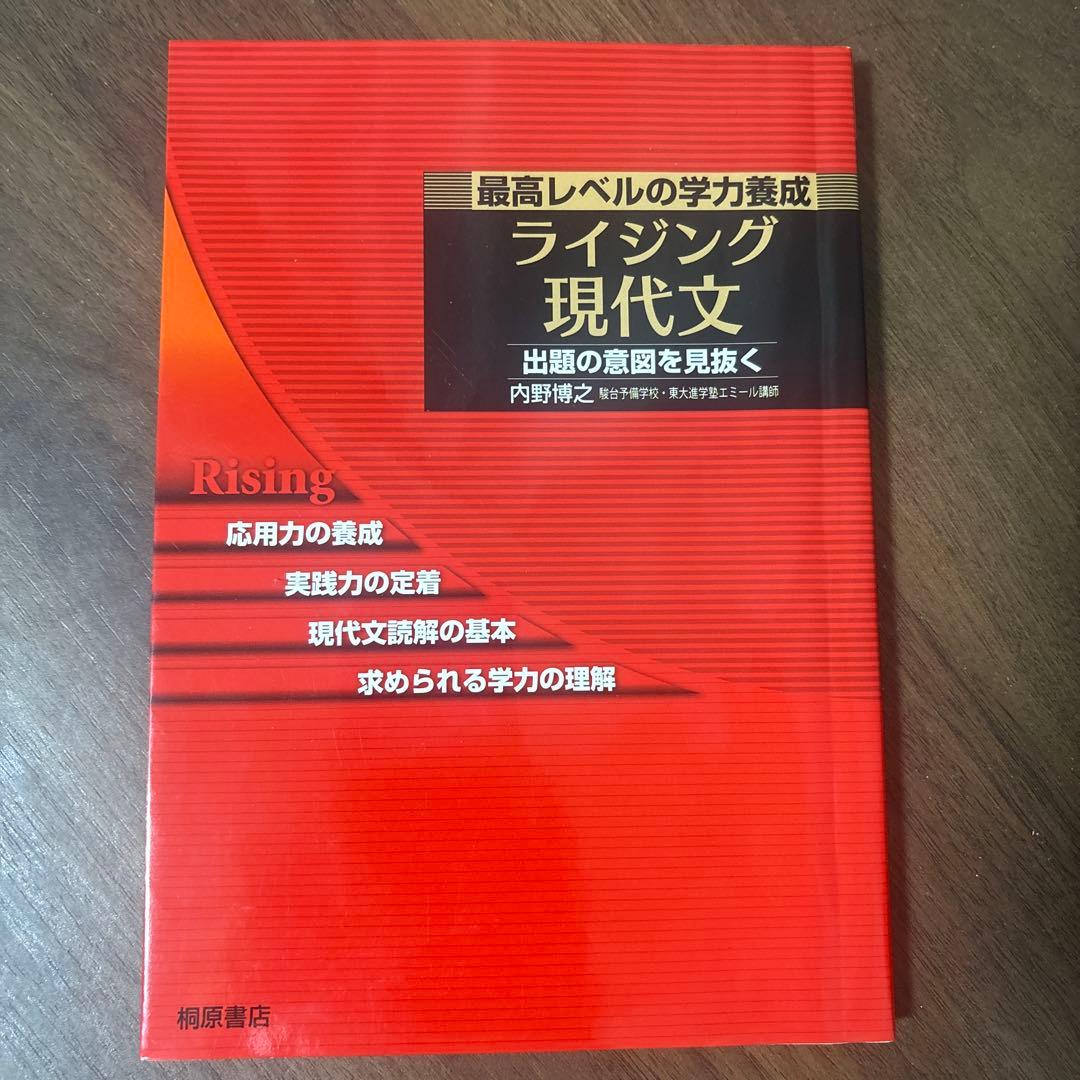 最高レベルの学力養成
ライジング
現代文
出題の意図を見抜く
内野博之 駿台予備学校・東大進学塾エミール講師
Rising
応用力の養成
実践力の定着
現代文読解の基本
求められる学力の理解
桐原書店